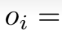 o_i =